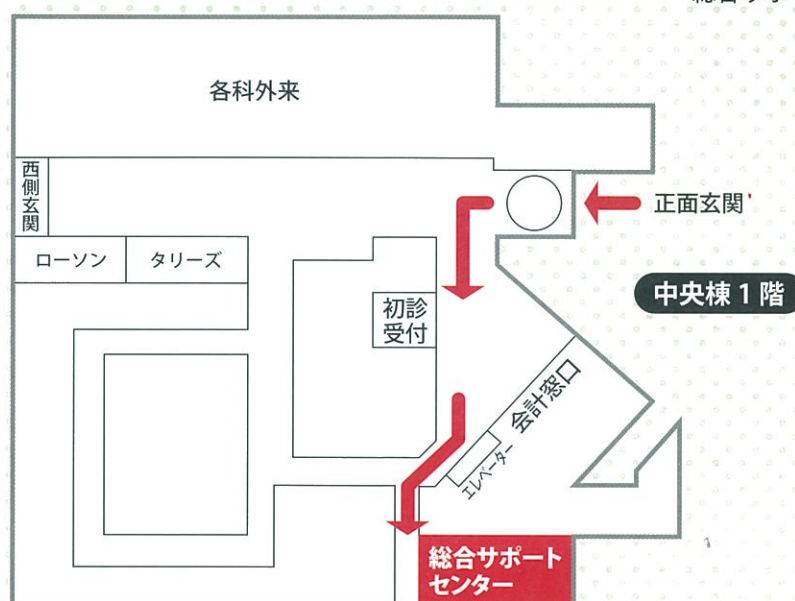 各科外来
西側玄関
正面玄関
ローソン
タリーズ
中央棟1階
初診
受付
会計窓口
エレベーター
総合サポート
センター